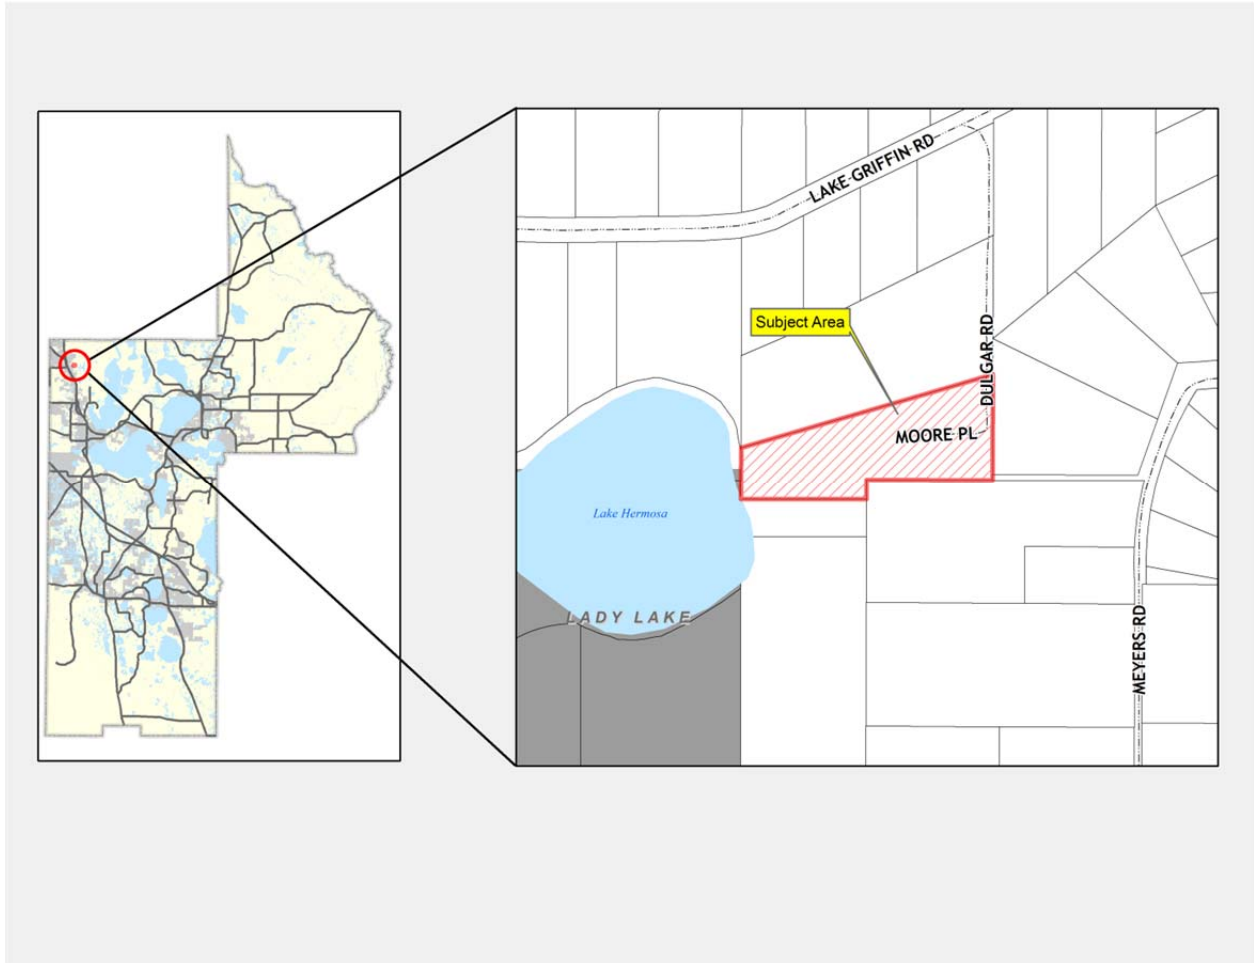 LAKE GRIFFIN RD
Subject Area
DULGAR RD
MOORE PL
Lake Hermosa
LADY LAKE
MEYERS RD